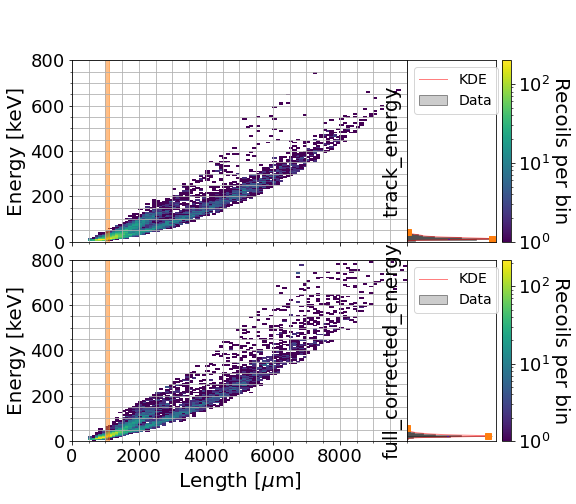 800
600
400
200
0
Energy [keV]
track_energy
KDE
Data
10²
10¹
10⁰
Recoils per bin
800
600
400
200
0
Energy [keV]
full_corrected_energy
KDE
Data
10²
10¹
10⁰
Recoils per bin
0 2000 4000 6000 8000
Length [μm]